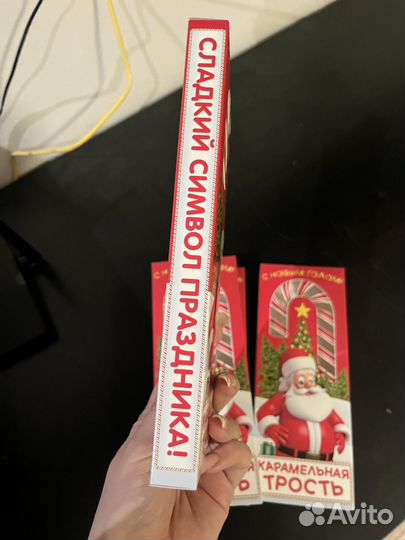 СЛАДКИЙ СИМВОЛ ПРАЗДНИКА!
С НОВЫМ ГОДОМ!
КАРАМЕЛЬНАЯ
ТРОСТЬ
Avito